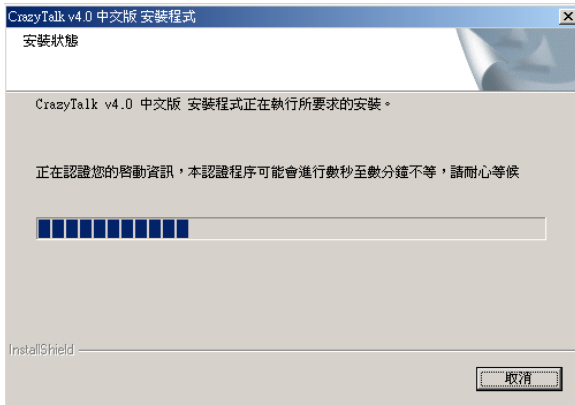 CrazyTalk v4.0 中文版 安裝程式
安裝狀態
CrazyTalk v4.0 中文版 安裝程式正在執行所要求的安裝。
正在認證您的啓動資訊，本認證程序可能會進行數秒至數分鐘不等，請耐心等候
InstallShield
取消